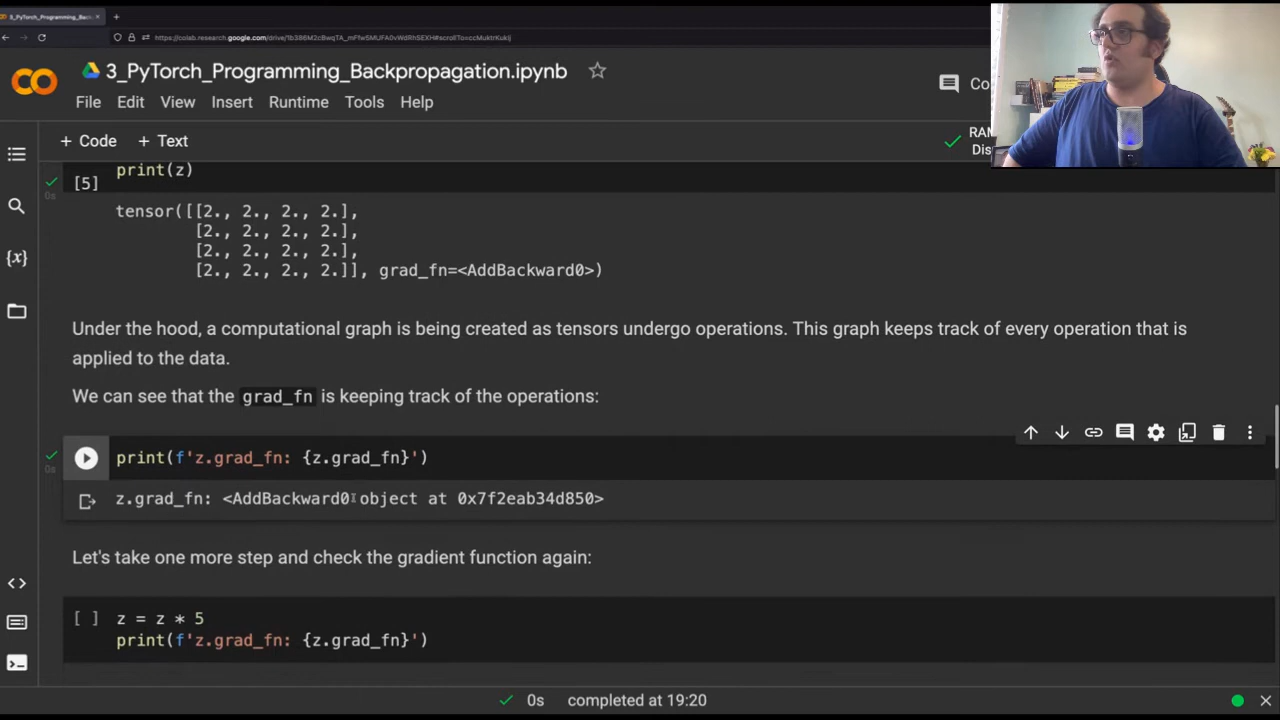 3_PyTorch_Programming_Back
3_PyTorch_Programming_Backpropagation.ipynb
File Edit View Insert Runtime Tools Help
+ Code + Text
RAM
Dis
print(z)
[5]
0s
tensor([[2., 2., 2., 2.],
[2., 2., 2., 2.],
[2., 2., 2., 2.],
[2., 2., 2., 2.]], grad_fn=<AddBackward0>)
Under the hood, a computational graph is being created as tensors undergo operations. This graph keeps track of every operation that is
applied to the data.
We can see that the grad_fn is keeping track of the operations:
print(f'z.grad_fn: {z.grad_fn}')
0s
z.grad_fn: <AddBackward0 object at 0x7f2eab34d850>
Let's take one more step and check the gradient function again:
[ ] z = z * 5
print(f'z.grad_fn: {z.grad_fn}')
0s completed at 19:20